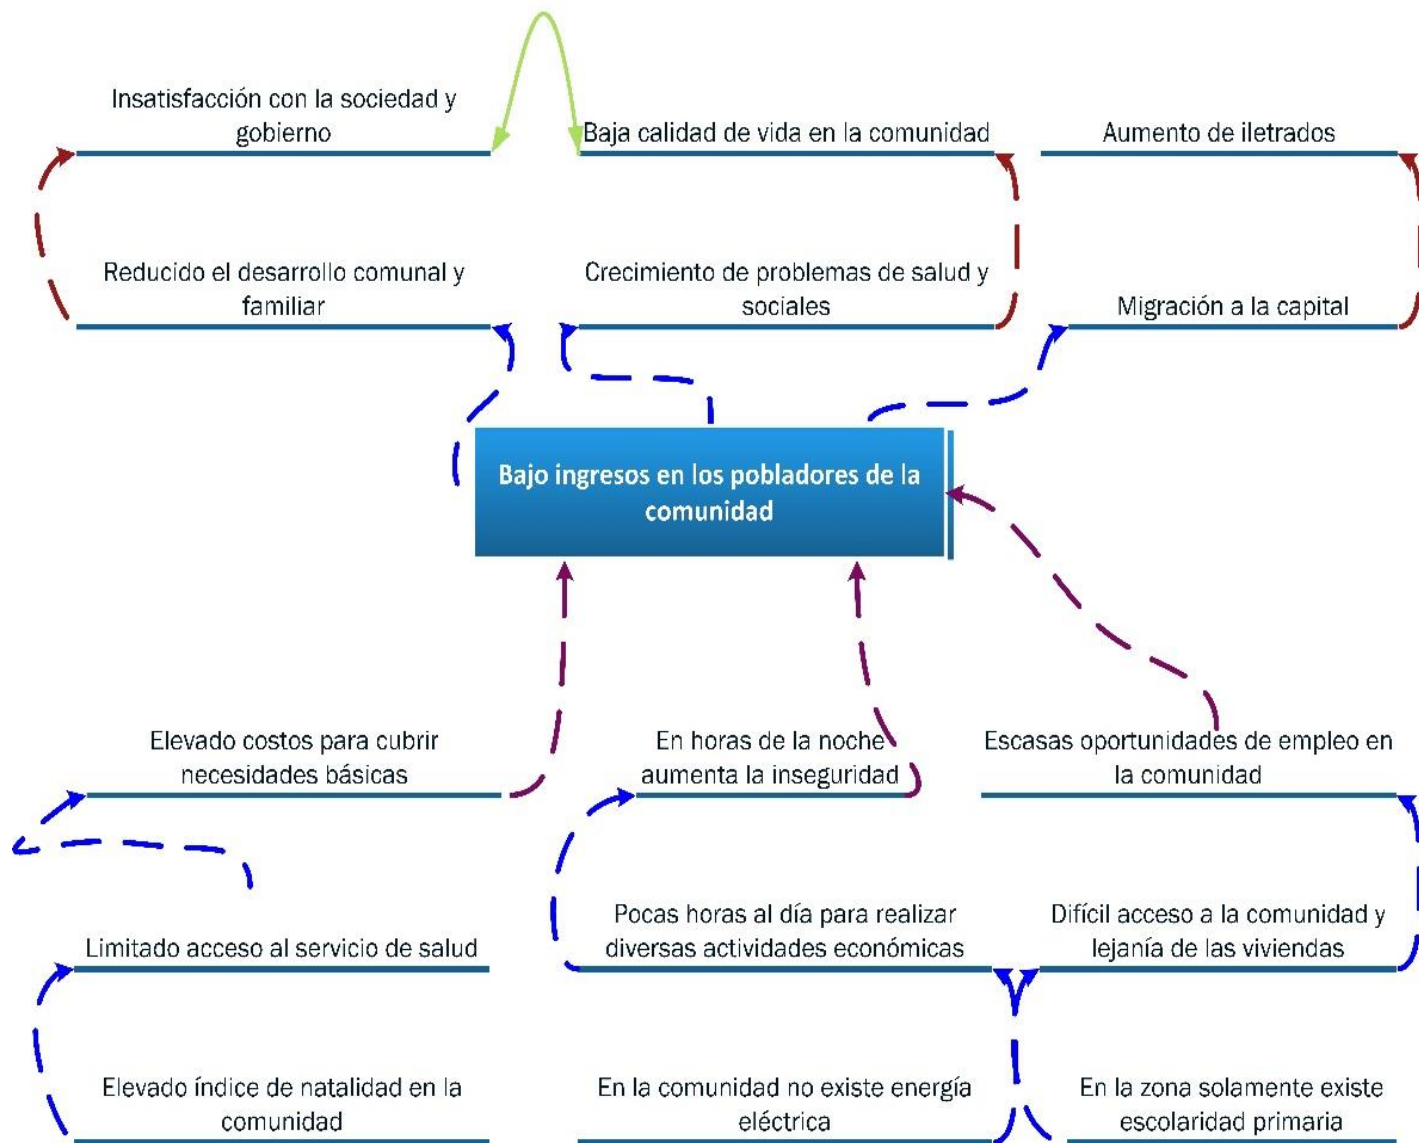 Insatisfacción con la sociedad y
gobierno
Baja calidad de vida en la comunidad
Aumento de iletrados
Reducido el desarrollo comunal y
familiar
Crecimiento de problemas de salud y
sociales
Migración a la capital
Bajo ingresos en los pobladores de la
comunidad
Elevado costos para cubrir
necesidades básicas
En horas de la noche
aumenta la inseguridad
Escasas oportunidades de empleo en
la comunidad
Limitado acceso al servicio de salud
Pocas horas al día para realizar
diversas actividades económicas
Difícil acceso a la comunidad y
lejanía de las viviendas
Elevado índice de natalidad en la
comunidad
En la comunidad no existe energía
eléctrica
En la zona solamente existe
escolaridad primaria